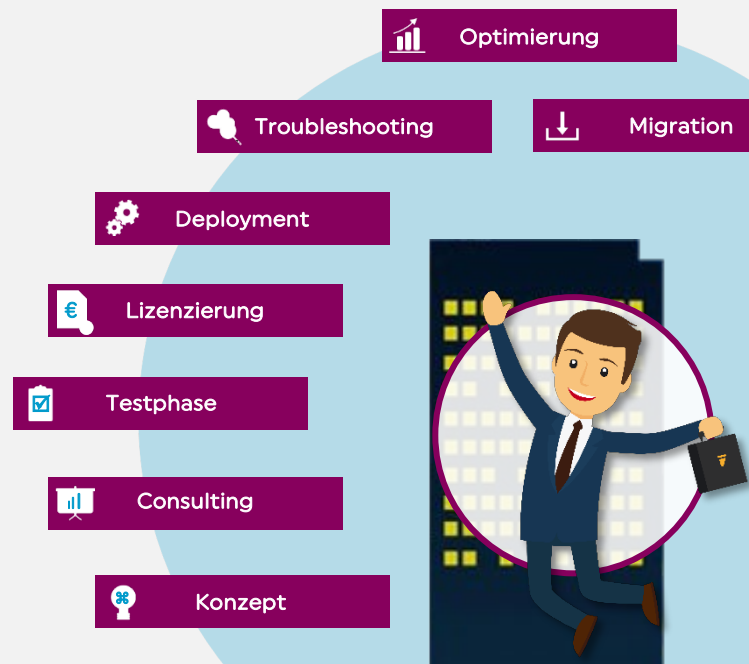 Optimierung
Troubleshooting
Migration
Deployment
Lizenzierung
Testphase
Consulting
Konzept